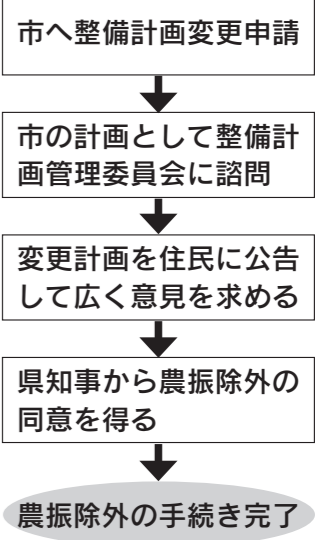 市へ整備計画変更申請
市の計画として整備計
画管理委員会に諮問
変更計画を住民に公告
して広く意見を求める
県知事から農振除外の
同意を得る
農振除外の手続き完了